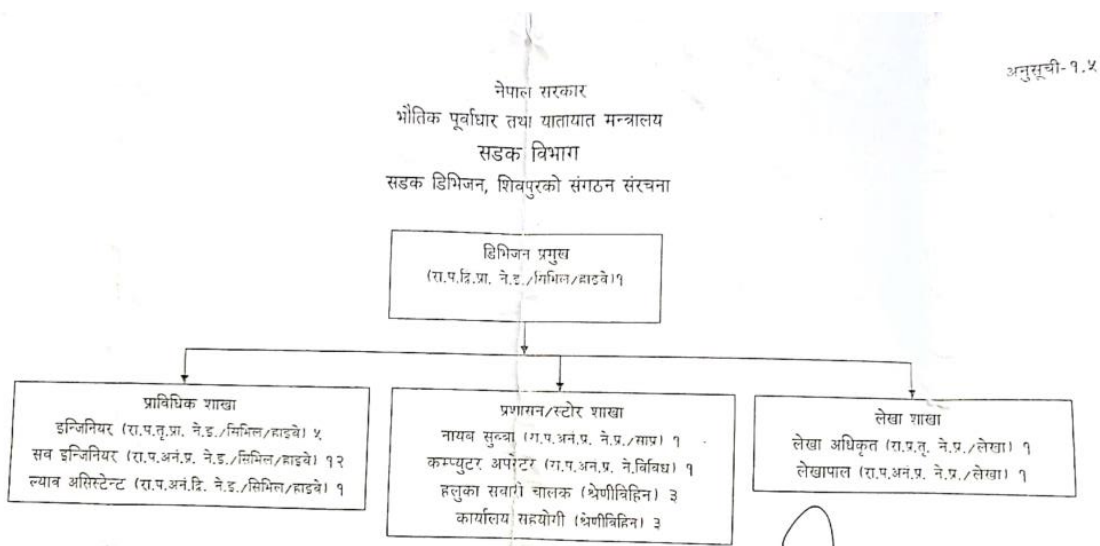 अनुसूची-१.५
नेपाल सरकार
भौतिक पूर्वाधार तथा यातायात मन्त्रालय
सडक विभाग
सडक डिभिजन, शिवपुरको संगठन संरचना
डिभिजन प्रमुख
(रा.प.द्वि.प्रा. ने.इ./सिभिल/हाइवे)१
प्राविधिक शाखा
इन्जिनियर (रा.प.तृ.प्रा. ने.इ./सिभिल/हाइवे) ५
सव इन्जिनियर (रा.प.अनं.प्र. ने.इ./सिभिल/हाइवे) १२
ल्याव असिस्टेन्ट (रा.प.अनं.द्वि. ने.इ./सिभिल/हाइवे) १
प्रशासन/स्टोर शाखा
नायब सुब्बा (रा.प.अनं.प्र. ने.प्र./साप्र) १
कम्प्युटर अपरेटर (रा.प.अनं.प्र. ने.विविध) १
हलुका सवारी चालक (श्रेणीविहिन) ३
कार्यालय सहयोगी (श्रेणीविहिन) ३
लेखा शाखा
लेखा अधिकृत (रा.प.तृ. ने.प्र./लेखा) १
लेखापाल (रा.प.अनं.प्र. ने.प्र./लेखा) १